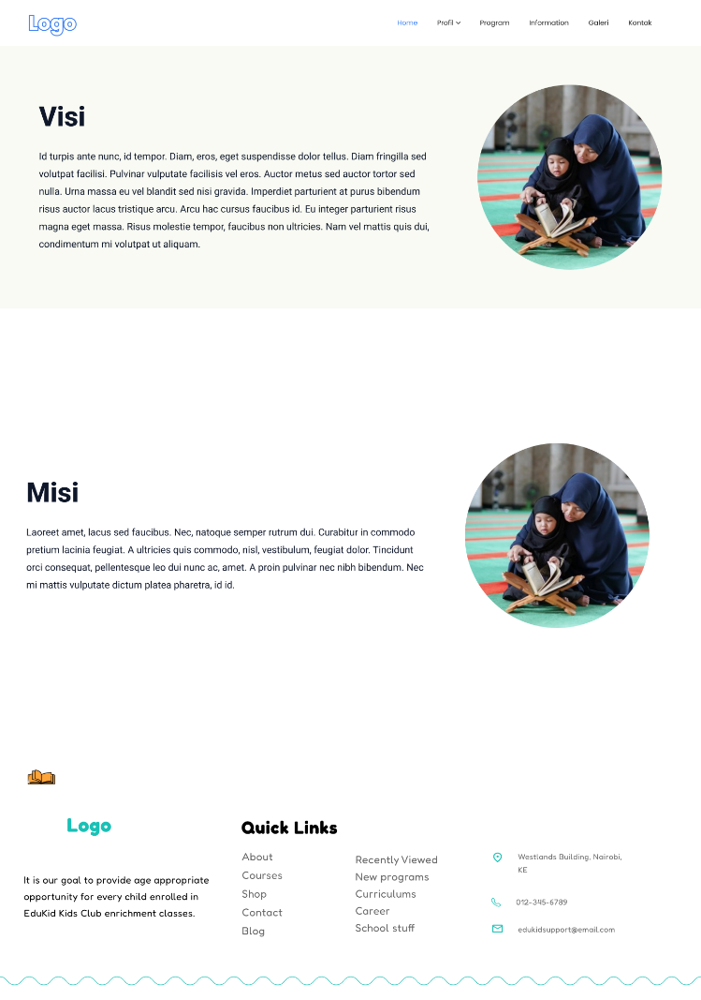 Logo
Home Profil Program Information Galeri Kontak
Visi
Id turpis ante nunc, id tempor. Diam, eros, eget suspendisse dolor tellus. Diam fringilla sed
volutpat facilisi. Pulvinar vulputate facilisis vel eros. Auctor metus sed auctor tortor sed
nulla. Urna massa eu vel blandit sed nisi gravida. Imperdiet parturient at purus bibendum
risus auctor lacus tristique arcu. Arcu hac cursus faucibus id. Eu integer parturient risus
magna eget massa. Risus molestie tempor, faucibus non ultricies. Nam vel mattis quis dui,
condimentum mi volutpat ut aliquam.
Misi
Laoreet amet, lacus sed faucibus. Nec, natoque semper rutrum dui. Curabitur in commodo
pretium lacinia feugiat. A ultricies quis commodo, nisl, vestibulum, feugiat dolor. Tincidunt
orci consequat, pellentesque leo dui nunc ac, amet. A proin pulvinar nec nibh bibendum. Nec
mi mattis vulputate dictum platea pharetra, id id.
Logo
It is our goal to provide age appropriate
opportunity for every child enrolled in
EduKid Kids Club enrichment classes.
Quick Links
About
Courses
Shop
Contact
Blog
Recently Viewed
New programs
Curriculums
Career
School stuff
Westlands Building, Nairobi,
KE
012-345-6789
edukidsupport@email.com